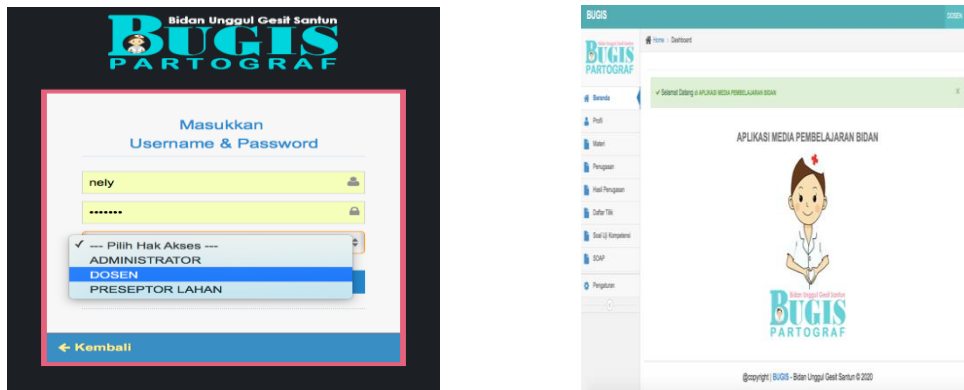 Bidan Unggul Gesit Santun
BUGIS
PARTOGRAF
Masukkan
Username & Password
nely
•••••••
✓ --- Pilih Hak Akses ---
ADMINISTRATOR
DOSEN
PRESEPTOR LAHAN
← Kembali
BUGIS
DOSEN
BUGIS
PARTOGRAF
Home > Dashboard
Beranda
Profil
Materi
Penugasan
Hasil Penugasan
Daftar Tilik
Soal Uji Kompetensi
SOAP
Pengaturan
✓ Selamat Datang di APLIKASI MEDIA PEMBELAJARAN BIDAN
x
APLIKASI MEDIA PEMBELAJARAN BIDAN
Bidan Unggul Gesit Santun
BUGIS
PARTOGRAF
@copyright | BUGIS - Bidan Unggul Gesit Santun © 2020